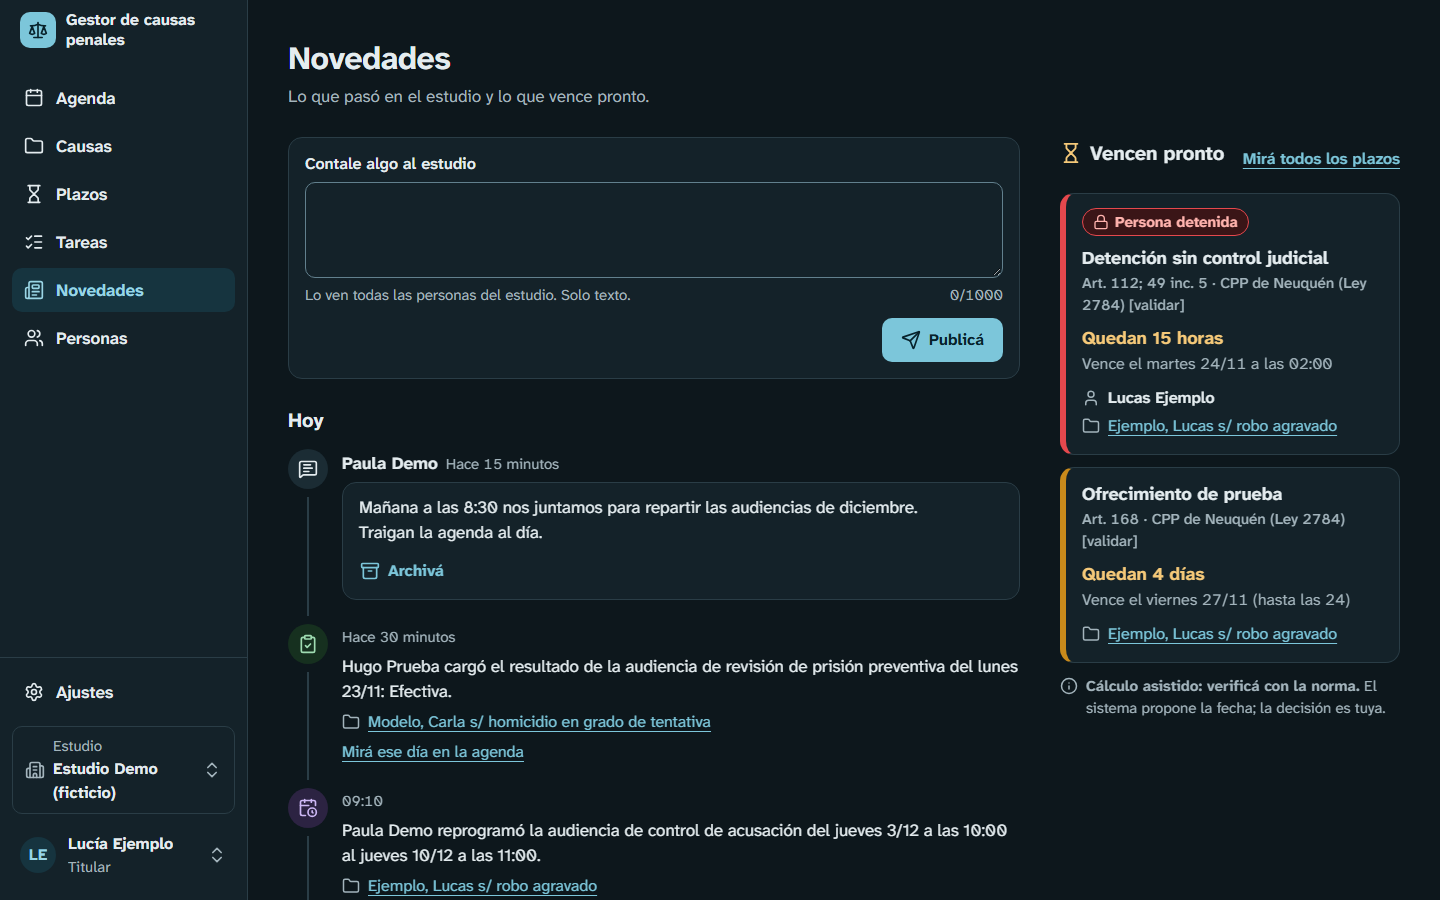 Gestor de causas
penales
Agenda
Causas
Plazos
Tareas
Novedades
Personas
Ajustes
Estudio
Estudio Demo
(ficticio)
LE
Lucía Ejemplo
Titular
Novedades
Lo que pasó en el estudio y lo que vence pronto.
Contale algo al estudio
Lo ven todas las personas del estudio. Solo texto.
0/1000
Publicá
Hoy
Paula Demo Hace 15 minutos
Mañana a las 8:30 nos juntamos para repartir las audiencias de diciembre.
Traigan la agenda al día.
Archivá
Hace 30 minutos
Hugo Prueba cargó el resultado de la audiencia de revisión de prisión preventiva del lunes
23/11: Efectiva.
Modelo, Carla s/ homicidio en grado de tentativa
Mirá ese día en la agenda
09:10
Paula Demo reprogramó la audiencia de control de acusación del jueves 3/12 a las 10:00
al jueves 10/12 a las 11:00.
Ejemplo, Lucas s/ robo agravado
Vencen pronto
Mirá todos los plazos
Persona detenida
Detención sin control judicial
Art. 112; 49 inc. 5 · CPP de Neuquén (Ley
2784) [validar]
Quedan 15 horas
Vence el martes 24/11 a las 02:00
Lucas Ejemplo
Ejemplo, Lucas s/ robo agravado
Ofrecimiento de prueba
Art. 168 · CPP de Neuquén (Ley 2784)
[validar]
Quedan 4 días
Vence el viernes 27/11 (hasta las 24)
Ejemplo, Lucas s/ robo agravado
Cálculo asistido: verificá con la norma. El
sistema propone la fecha; la decisión es tuya.